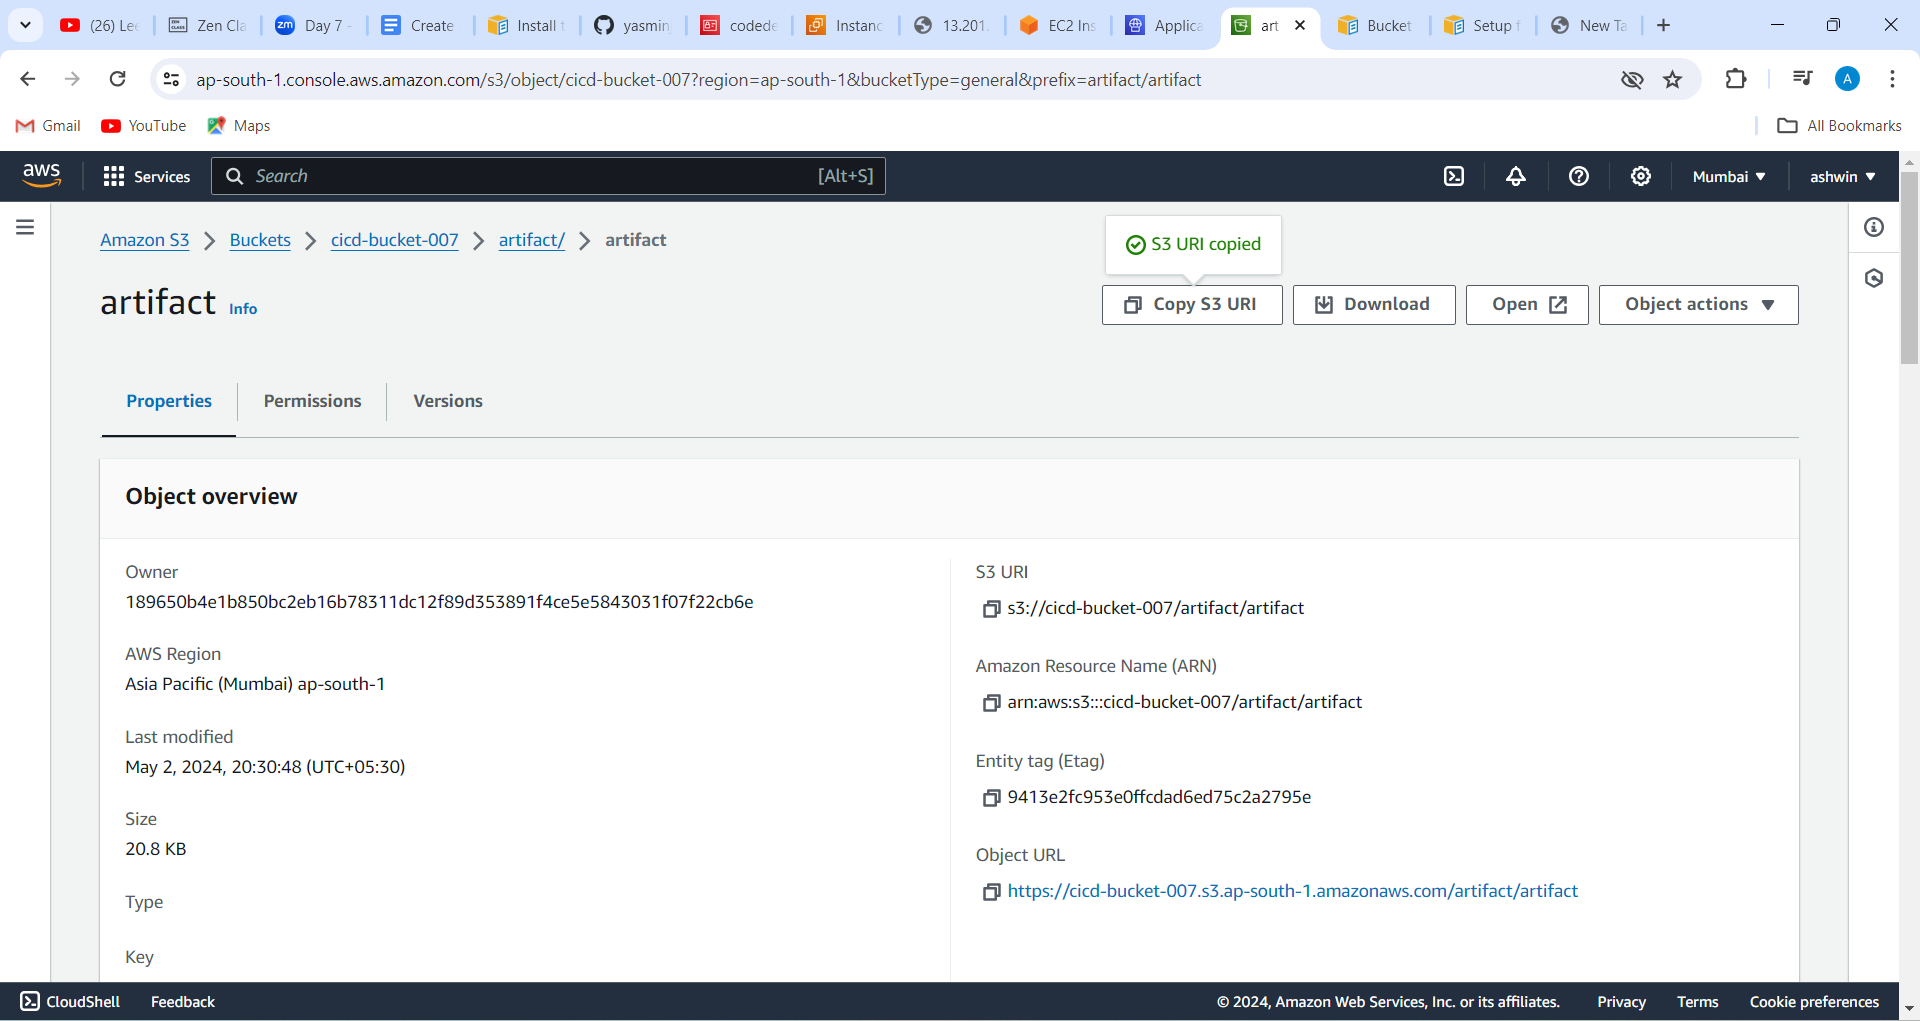 (26) Le
Zen Cla
zm
Day 7 -
Create
Install t
yasmin
codede
Instanc
13.201.
EC2 Ins
Applica
art
Bucket
Setup f
New Ta
ap-south-1.console.aws.amazon.com/s3/object/cicd-bucket-007?region=ap-south-1&bucketType=general&prefix=artifact/artifact
A
Gmail
YouTube
Maps
All Bookmarks
aws
Services
Search
[Alt+S]
Mumbai
ashwin
Amazon S3
Buckets
cicd-bucket-007
artifact/
artifact
S3 URI copied
artifact
Info
Copy S3 URI
Download
Open
Object actions
Properties
Permissions
Versions
Object overview
Owner
189650b4e1b850bc2eb16b78311dc12f89d353891f4ce5e5843031f07f22cb6e
AWS Region
Asia Pacific (Mumbai) ap-south-1
Last modified
May 2, 2024, 20:30:48 (UTC+05:30)
Size
20.8 KB
Type
Key
S3 URI
s3://cicd-bucket-007/artifact/artifact
Amazon Resource Name (ARN)
arn:aws:s3:::cicd-bucket-007/artifact/artifact
Entity tag (Etag)
9413e2fc953e0ffcdad6ed75c2a2795e
Object URL
https://cicd-bucket-007.s3.ap-south-1.amazonaws.com/artifact/artifact
CloudShell
Feedback
© 2024, Amazon Web Services, Inc. or its affiliates.
Privacy
Terms
Cookie preferences